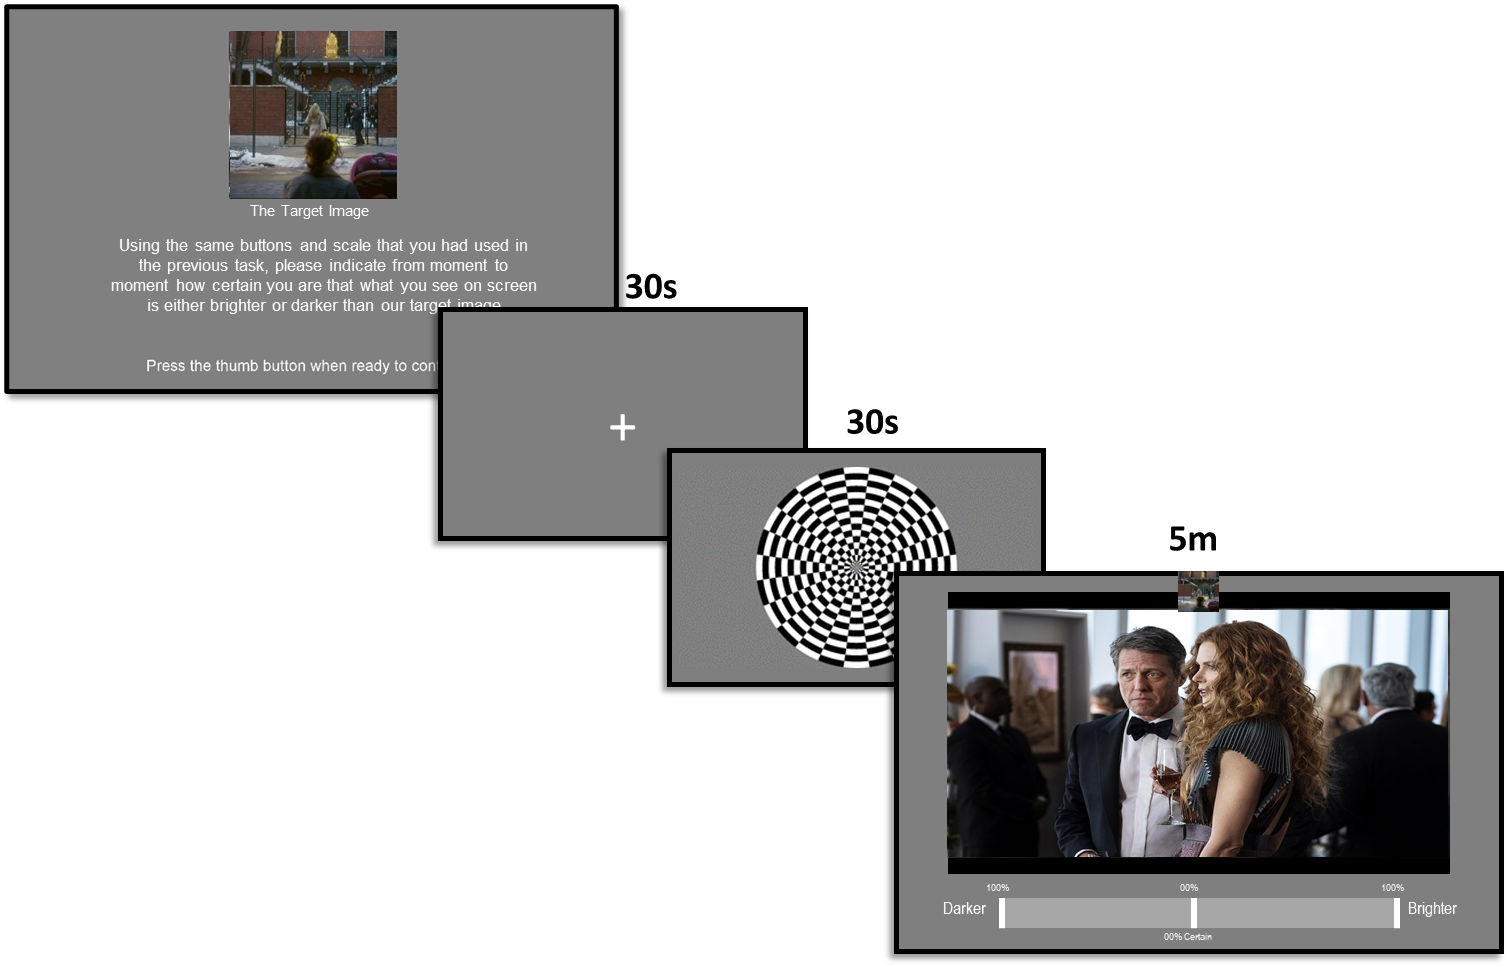 The Target Image
Using the same buttons and scale that you had used in
the previous task, please indicate from moment to
moment how certain you are that what you see on screen
is either brighter or darker than our target image
Press the thumb button when ready to con
30s
30s
5m
100%
00%
100%
Darker
Brighter
00% Certain